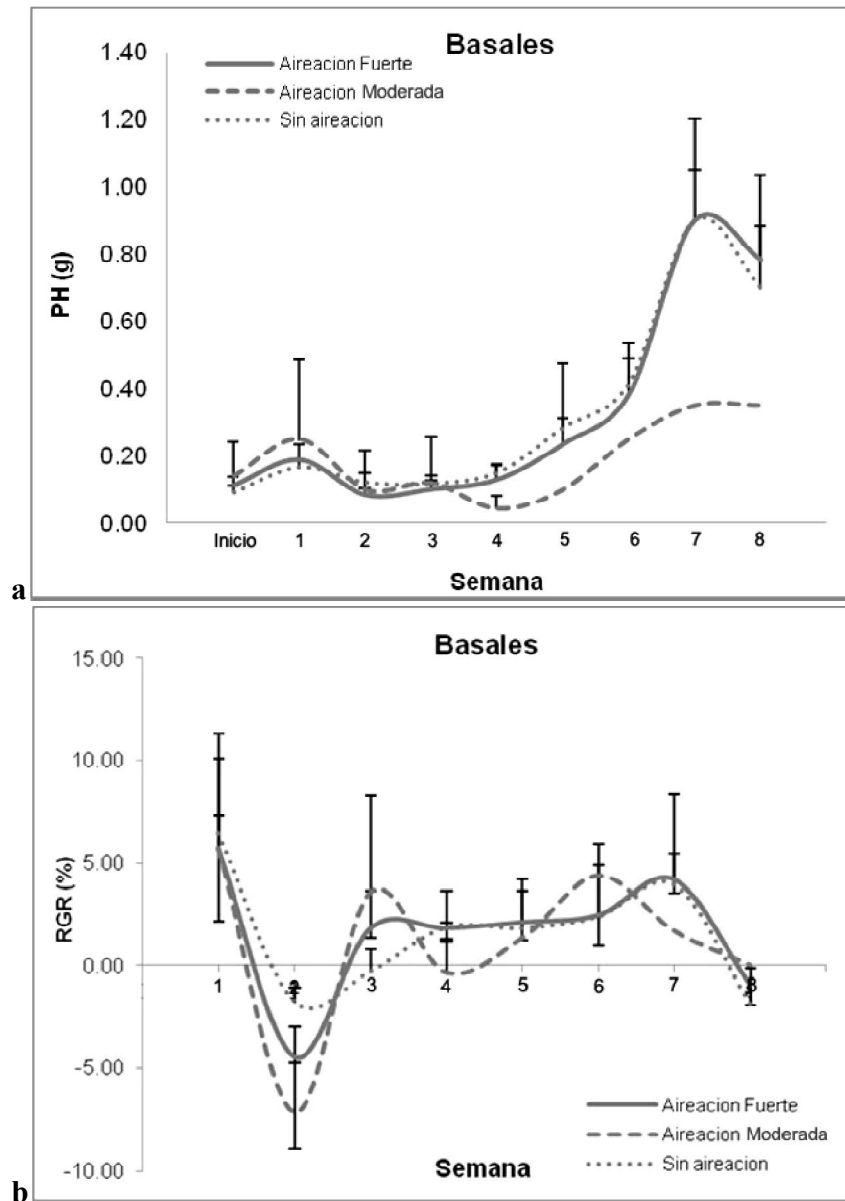 Basales
1.40
1.20
1.00
0.80
0.60
0.40
0.20
0.00
PH (g)
Aireacion Fuerte
Aireacion Moderada
Sin aireacion
Inicio 1 2 3 4 5 6 7 8
Semana
a
Basales
15.00
10.00
5.00
0.00
-5.00
-10.00
RGR (%)
1 2 3 4 5 6 7 8
Aireacion Fuerte
Aireacion Moderada
Sin aireacion
Semana
b